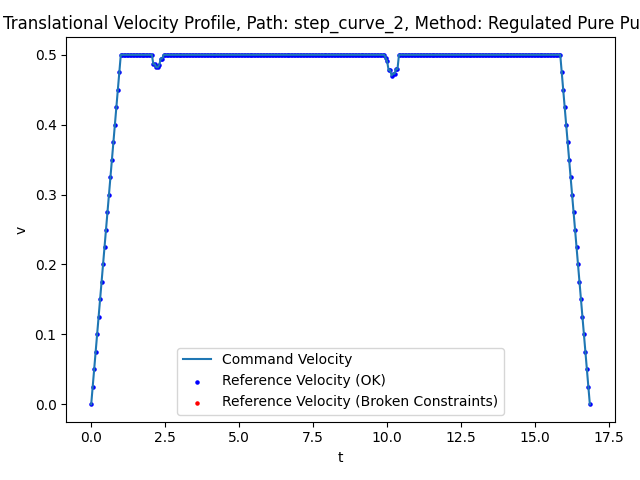 Translational Velocity Profile, Path: step_curve_2, Method: Regulated Pure Pu
0.5
0.4
0.3
0.2
0.1
0.0
v
Command Velocity
Reference Velocity (OK)
Reference Velocity (Broken Constraints)
0.0 2.5 5.0 7.5 10.0 12.5 15.0 17.5
t